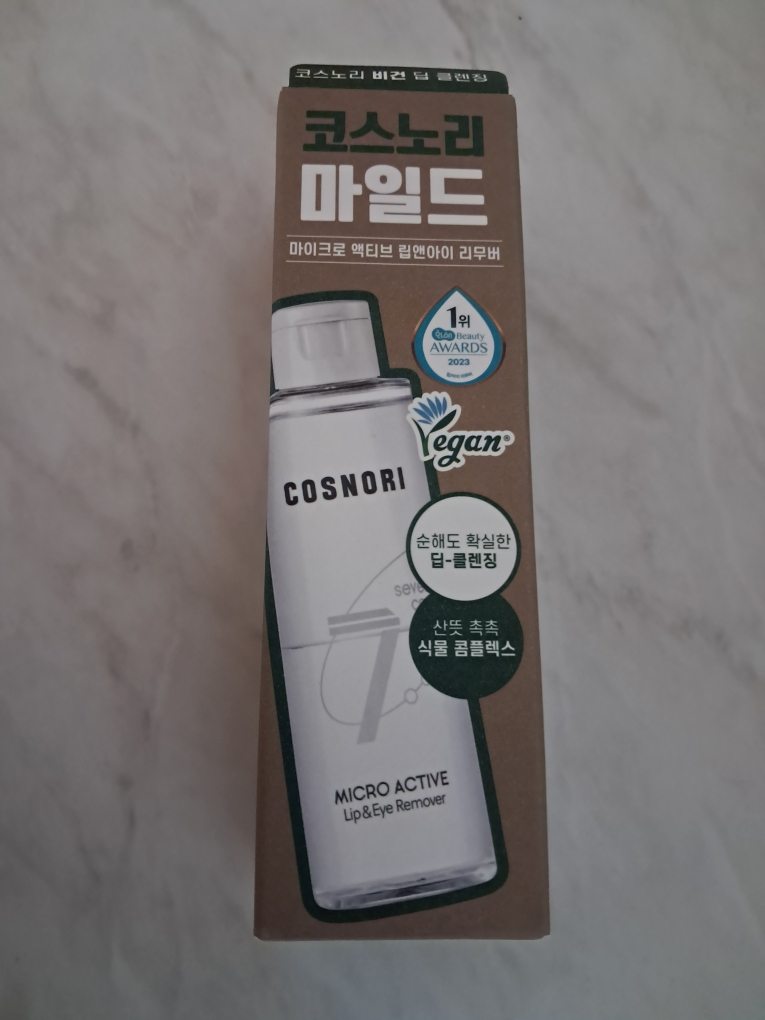 코스노리 비건 딥 클렌징
코스노리
마일드
마이크로 액티브 립앤아이 리무버
1위
Beauty
AWARDS
2023
Vegan®
COSNORI
순해도 확실한
딥-클렌징
7
산뜻 촉촉
식물 콤플렉스
MICRO ACTIVE
Lip&Eye Remover